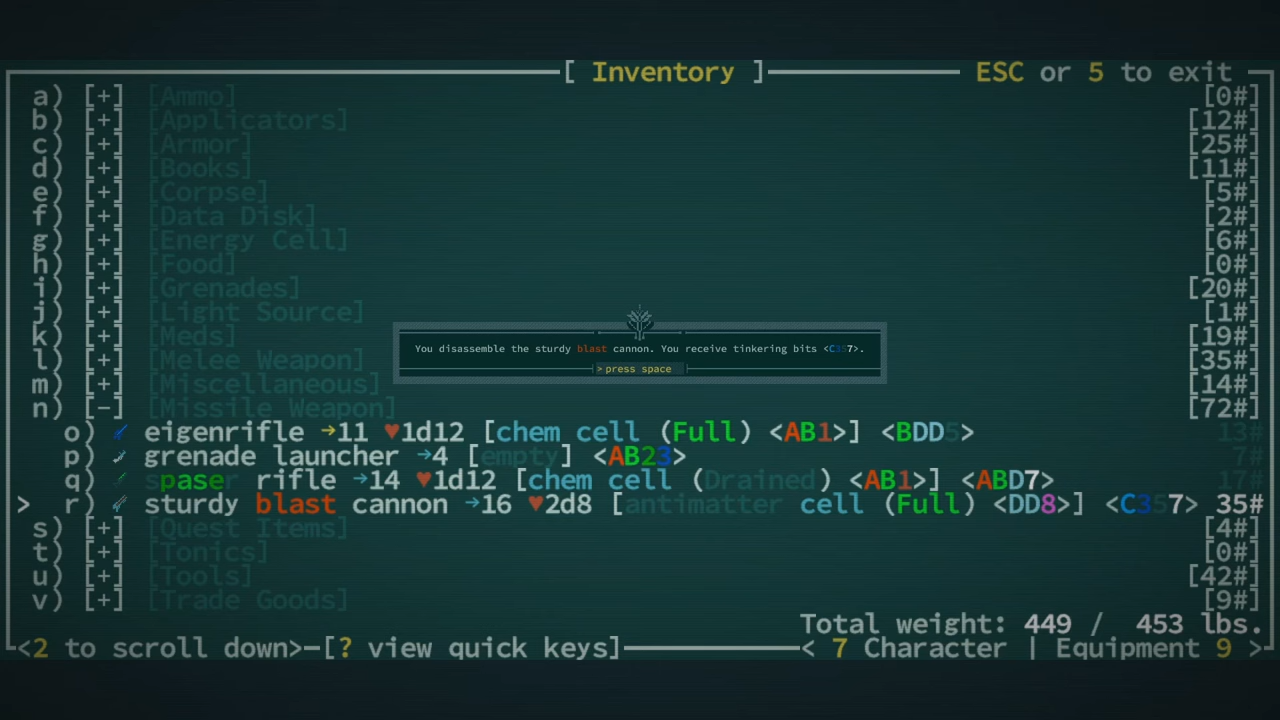 [ Inventory ] ESC or 5 to exit
a) [+] [Ammo] [0#]
b) [+] [Applicators] [12#]
c) [+] [Armor] [25#]
d) [+] [Books] [11#]
e) [+] [Corpse] [5#]
f) [+] [Data Disk] [2#]
g) [+] [Energy Cell] [6#]
h) [+] [Food] [0#]
i) [+] [Grenades] [20#]
j) [+] [Light Source] [1#]
k) [+] [Meds] [19#]
You disassemble the sturdy blast cannon. You receive tinkering bits <C357>.
l) [+] [Melee Weapon] [35#]
> press space
m) [+] [Miscellaneous] [14#]
n) [-] [Missile Weapon] [72#]
o) eigenrifle →11 ♥1d12 [chem cell (Full) <AB1>] <BDD5> 13#
p) grenade launcher →4 [empty] <AB23> 7#
q) spaser rifle →14 ♥1d12 [chem cell (Drained) <AB1>] <ABD7> 17#
> r) sturdy blast cannon →16 ♥2d8 [antimatter cell (Full) <DD8>] <C357> 35#
s) [+] [Quest Items] [4#]
t) [+] [Tonics] [0#]
u) [+] [Tools] [42#]
v) [+] [Trade Goods] [9#]
Total weight: 449 / 453 lbs.
<2 to scroll down> [? view quick keys] < 7 Character | Equipment 9 >